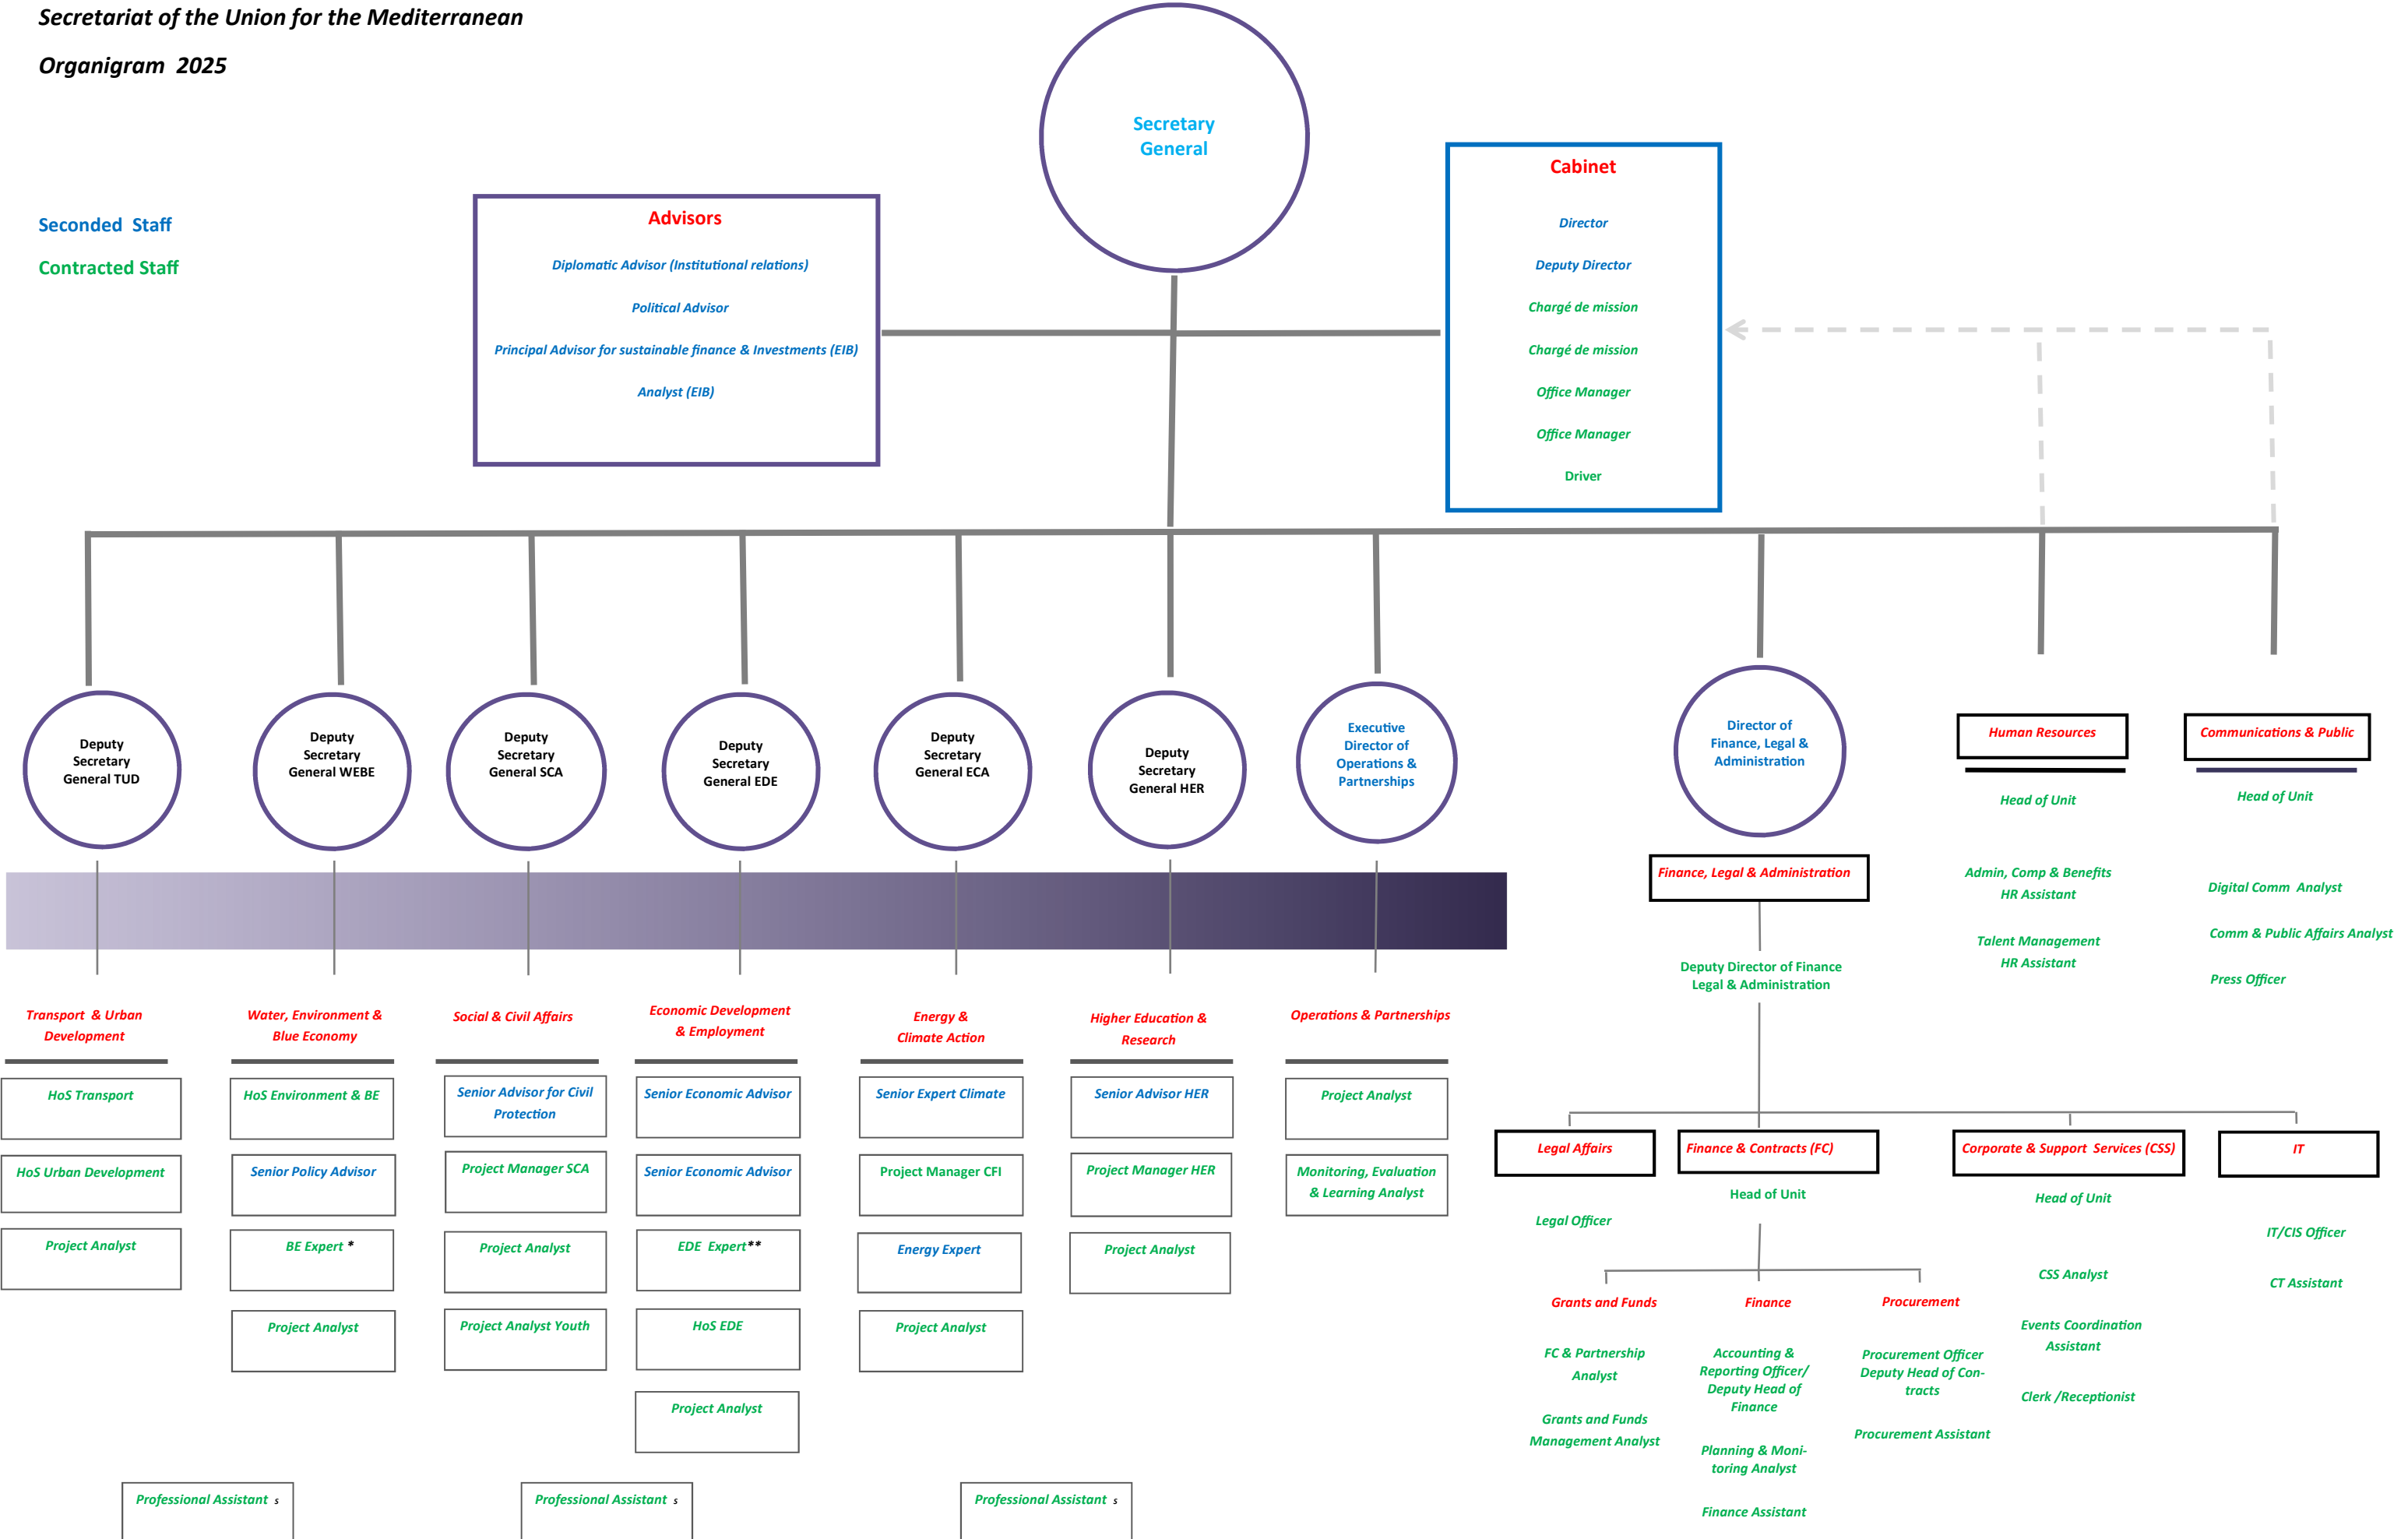 Secretariat of the Union for the Mediterranean
Organigram 2025
Secretary
General
Seconded Staff
Contracted Staff
Advisors
Diplomatic Advisor (Institutional relations)
Political Advisor
Principal Advisor for sustainable finance & Investments (EIB)
Analyst (EIB)
Cabinet
Director
Deputy Director
Chargé de mission
Chargé de mission
Office Manager
Office Manager
Driver
Deputy
Secretary
General TUD
Deputy
Secretary
General WEBE
Deputy
Secretary
General SCA
Deputy
Secretary
General EDE
Deputy
Secretary
General ECA
Deputy
Secretary
General HER
Executive
Director of
Operations &
Partnerships
Director of
Finance, Legal &
Administration
Human Resources
Head of Unit
Admin, Comp & Benefits
HR Assistant
Talent Management
HR Assistant
Communications & Public
Head of Unit
Digital Comm Analyst
Comm & Public Affairs Analyst
Press Officer
Finance, Legal & Administration
Deputy Director of Finance
Legal & Administration
Transport & Urban
Development
HoS Transport
HoS Urban Development
Project Analyst
Water, Environment &
Blue Economy
HoS Environment & BE
Senior Policy Advisor
BE Expert *
Project Analyst
Social & Civil Affairs
Senior Advisor for Civil
Protection
Project Manager SCA
Project Analyst
Project Analyst Youth
Economic Development
& Employment
Senior Economic Advisor
Senior Economic Advisor
EDE Expert**
HoS EDE
Project Analyst
Energy &
Climate Action
Senior Expert Climate
Project Manager CFI
Energy Expert
Project Analyst
Higher Education &
Research
Senior Advisor HER
Project Manager HER
Project Analyst
Operations & Partnerships
Project Analyst
Monitoring, Evaluation
& Learning Analyst
Legal Affairs
Legal Officer
Finance & Contracts (FC)
Head of Unit
Grants and Funds
FC & Partnership
Analyst
Grants and Funds
Management Analyst
Finance
Accounting &
Reporting Officer/
Deputy Head of
Finance
Planning & Moni-
toring Analyst
Finance Assistant
Procurement
Procurement Officer
Deputy Head of Con-
tracts
Procurement Assistant
Corporate & Support Services (CSS)
Head of Unit
CSS Analyst
Events Coordination
Assistant
Clerk /Receptionist
IT
IT/CIS Officer
CT Assistant
Professional Assistant s
Professional Assistant s
Professional Assistant s